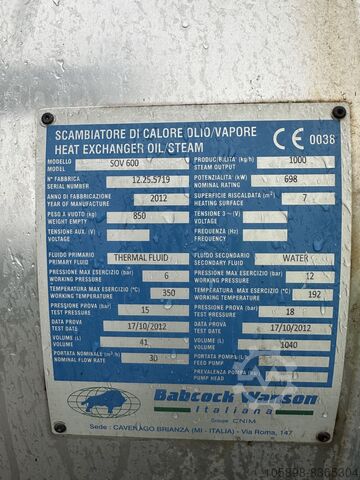 SCAMBIATORE DI CALORE OLIO/VAPORE
HEAT EXCHANGER OIL/STEAM
CE 0036
MODELLO
MODEL
SOV 600
PRODUCIBILITA' (kg/h)
STEAM OUTPUT
1000
N° FABBRICA
SERIAL NUMBER
12.25.5719
POTENZIALITA' (kW)
NOMINAL RATING
698
ANNO DI FABBRICAZIONE
YEAR OF MANUFACTURE
2012
SUPERFICIE RISCALDATA (m²)
HEATING SURFACE
7
PESO A VUOTO (kg)
WEIGHT EMPTY
850
TENSIONE 3 ~ (V)
VOLTAGE
TENSIONE AUX. (V)
VOLTAGE
FREQUENZA (Hz)
FREQUENCY
FLUIDO PRIMARIO
PRIMARY FLUID
THERMAL FLUID
FLUIDO SECONDARIO
SECONDARY FLUID
WATER
PRESSIONE MAX ESERCIZIO (bar)
WORKING PRESSURE
6
PRESSIONE MAX ESERCIZIO (bar)
WORKING PRESSURE
12
TEMPERATURA MAX ESERCIZIO (°C)
WORKING TEMPERATURE
350
TEMPERATURA MAX ESERCIZIO (°C)
WORKING TEMPERATURE
192
PRESSIONE PROVA (bar)
TEST PRESSURE
15
PRESSIONE PROVA (bar)
TEST PRESSURE
18
DATA PROVA
TEST DATE
17/10/2012
DATA PROVA
TEST DATE
17/10/2012
VOLUME (L)
VOLUME (L)
41
VOLUME (L)
VOLUME (L)
1040
PORTATA NOMINALE (m³/h)
NOMINAL FLOW RATE
30
PORTATA POMPA
FEED PUMP
PREVALENZA POMPA
PUMP HEAD
Babcock Wanson
Italiana
Groupe CNIM
Sede : CAVENAGO BRIANZA (MI - ITALIA) - Via Roma, 147